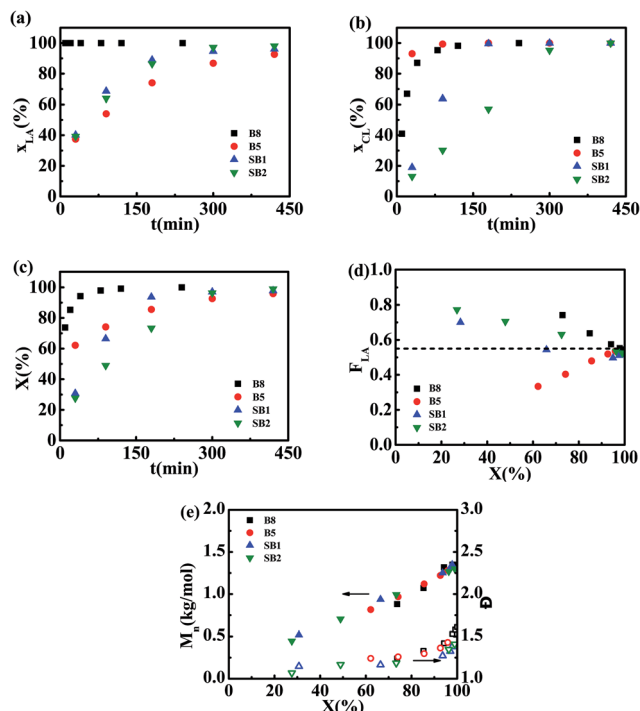 (a)
100
80
60
40
20
0
x_LA(%)
B8
B5
SB1
SB2
0 150 300 450
t(min)
(b)
100
80
60
40
20
0
x_CL(%)
B8
B5
SB1
SB2
0 150 300 450
t(min)
(c)
100
80
60
40
20
0
X(%)
B8
B5
SB1
SB2
0 150 300 450
t(min)
(d)
1.0
0.8
0.6
0.4
0.2
0.0
F_LA
B8
B5
SB1
SB2
0 20 40 60 80 100
X(%)
(e)
2.0
1.5
1.0
0.5
0.0
M_n(kg/mol)
B8
B5
SB1
SB2
3.0
2.5
2.0
1.5
1.0
Đ
0 20 40 60 80 100
X(%)